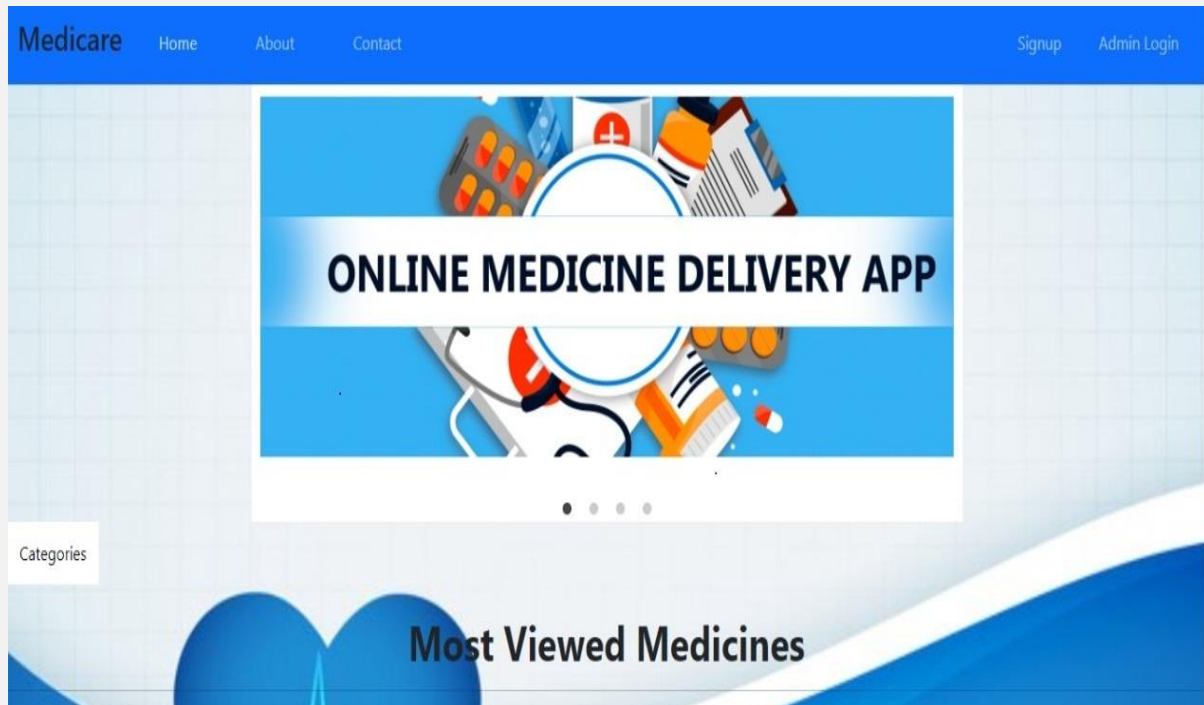 Medicare Home About Contact Signup Admin Login
ONLINE MEDICINE DELIVERY APP
Categories
Most Viewed Medicines